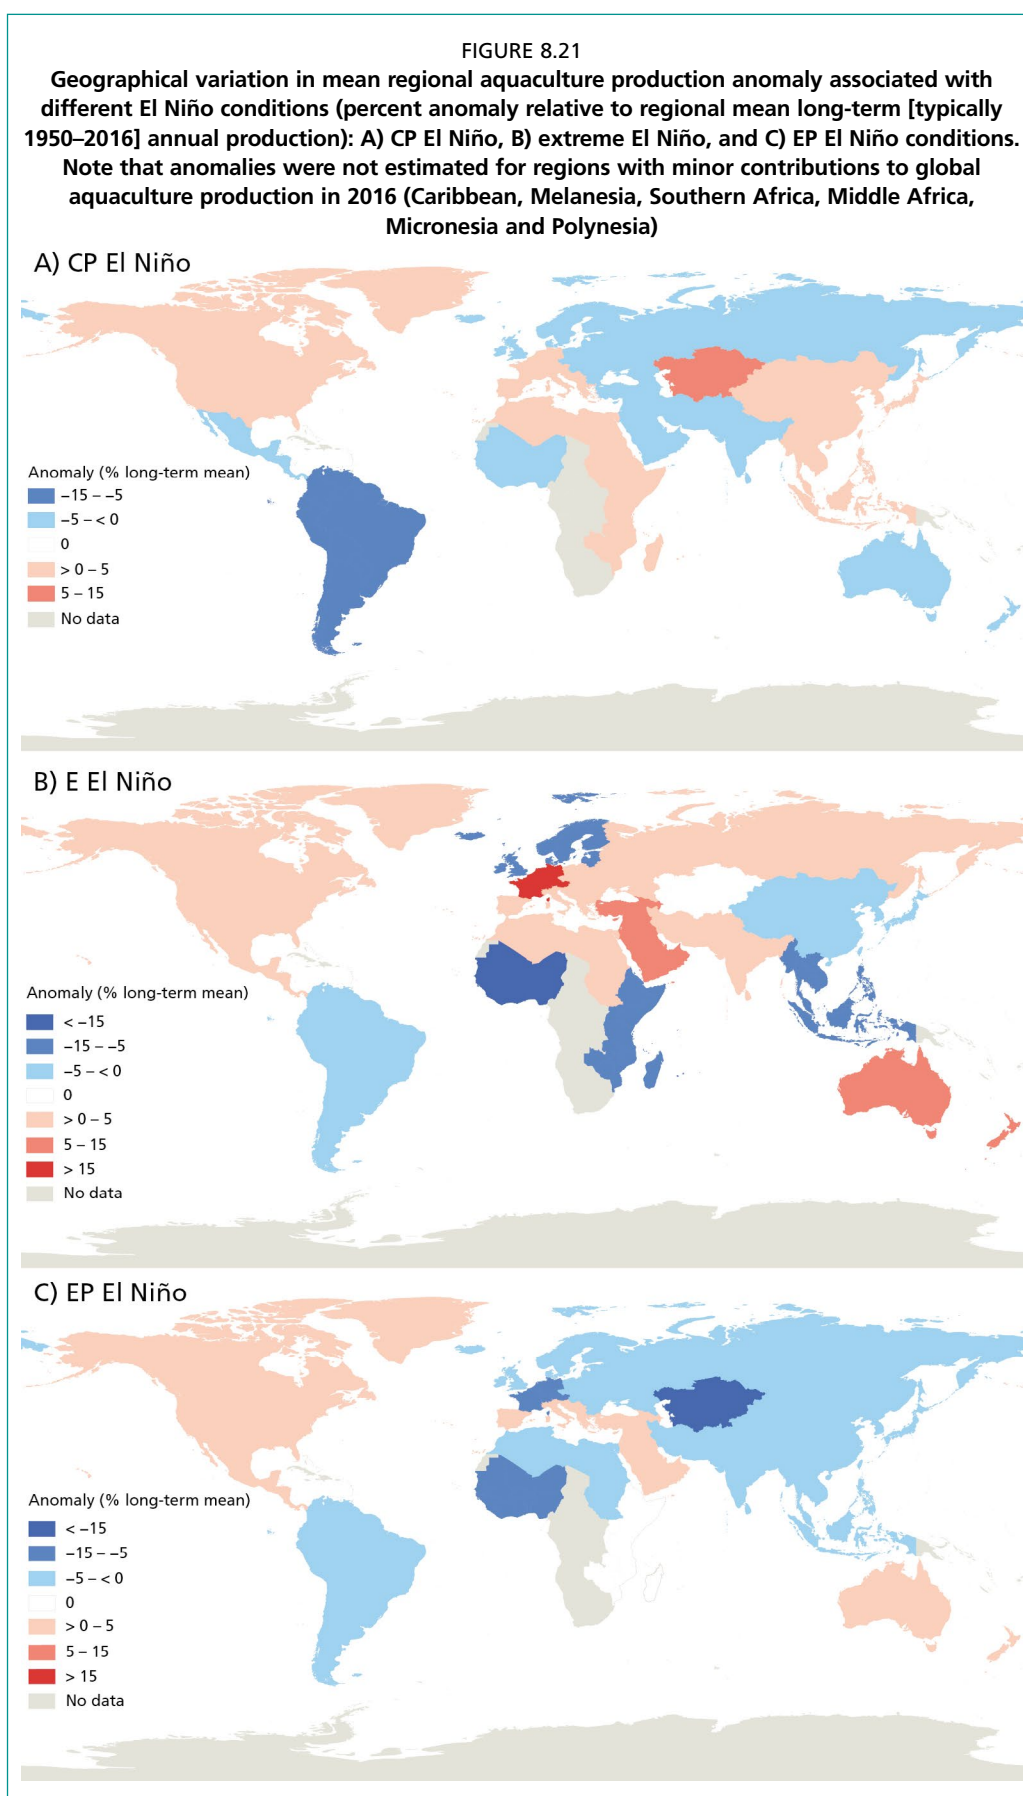 FIGURE 8.21
Geographical variation in mean regional aquaculture production anomaly associated with
different El Niño conditions (percent anomaly relative to regional mean long-term [typically
1950–2016] annual production): A) CP El Niño, B) extreme El Niño, and C) EP El Niño conditions.
Note that anomalies were not estimated for regions with minor contributions to global
aquaculture production in 2016 (Caribbean, Melanesia, Southern Africa, Middle Africa,
Micronesia and Polynesia)
A) CP El Niño
Anomaly (% long-term mean)
–15 – –5
–5 – < 0
0
> 0 – 5
5 – 15
No data
B) E El Niño
Anomaly (% long-term mean)
< –15
–15 – –5
–5 – < 0
0
> 0 – 5
5 – 15
> 15
No data
C) EP El Niño
Anomaly (% long-term mean)
< –15
–15 – –5
–5 – < 0
0
> 0 – 5
5 – 15
> 15
No data